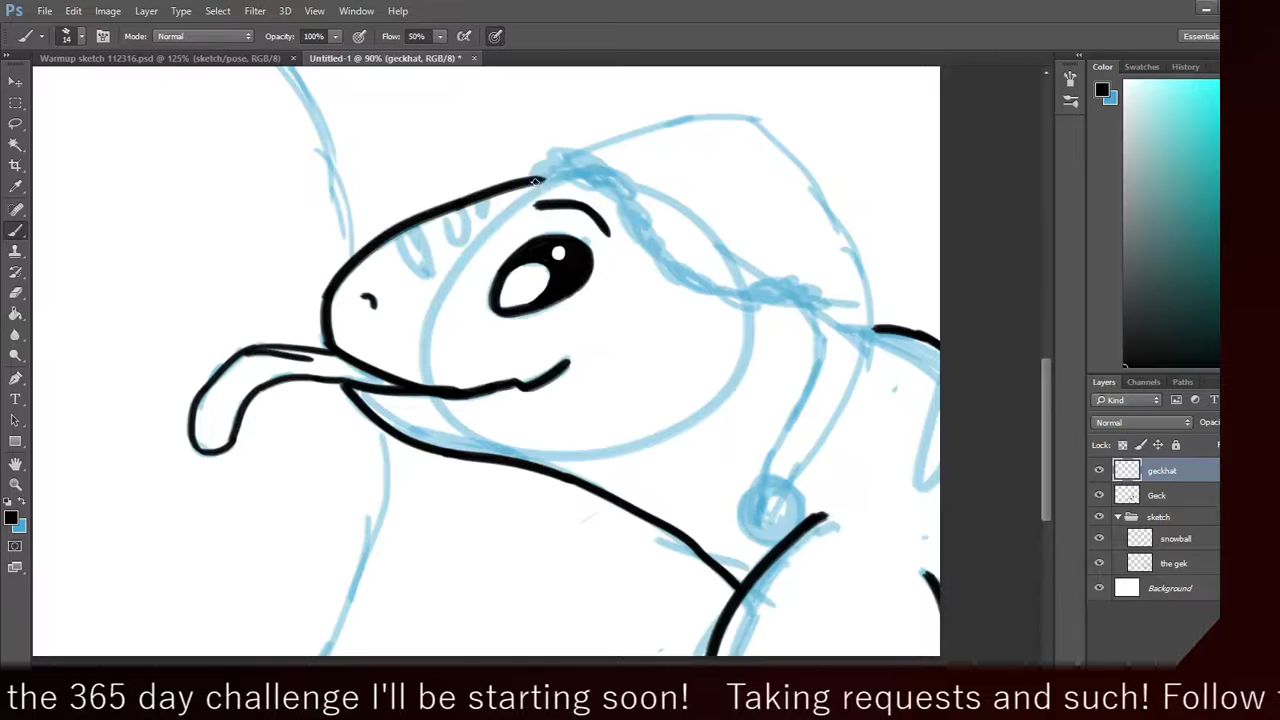 Ps File Edit Image Layer Type Select Filter 3D View Window Help
14 Mode: Normal Opacity: 100% Flow: 50% Essentials
Warmup sketch 112316.psd @ 125% (sketch/pose, RGB/8) × Untitled-1 @ 90% (geckhat, RGB/8) * ×
Color Swatches History
Layers Channels Paths
Kind
Normal
Lock:
geckhat
Geck
sketch
snowball
the gek
Background
the 365 day challenge I'll be starting soon! Taking requests and such! Follow